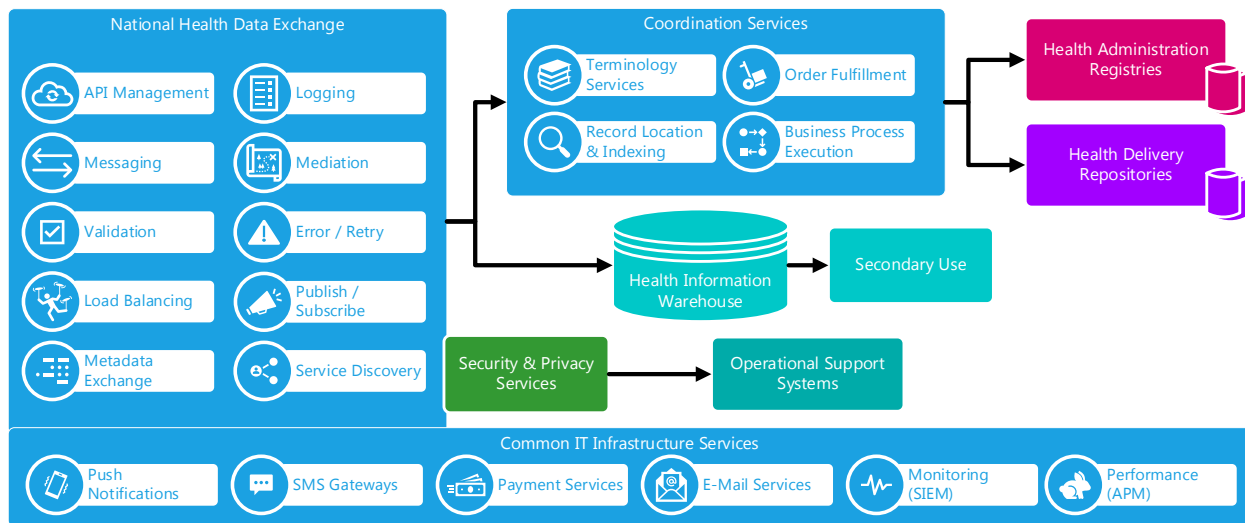 National Health Data Exchange
API Management
Logging
Messaging
Mediation
Validation
Error / Retry
Load Balancing
Publish /
Subscribe
Metadata
Exchange
Service Discovery
Coordination Services
Terminology
Services
Order Fulfillment
Record Location
& Indexing
Business Process
Execution
Health Administration
Registries
Health Delivery
Repositories
Health Information
Warehouse
Secondary Use
Security & Privacy
Services
Operational Support
Systems
Common IT Infrastructure Services
Push
Notifications
SMS Gateways
Payment Services
E-Mail Services
Monitoring
(SIEM)
Performance
(APM)